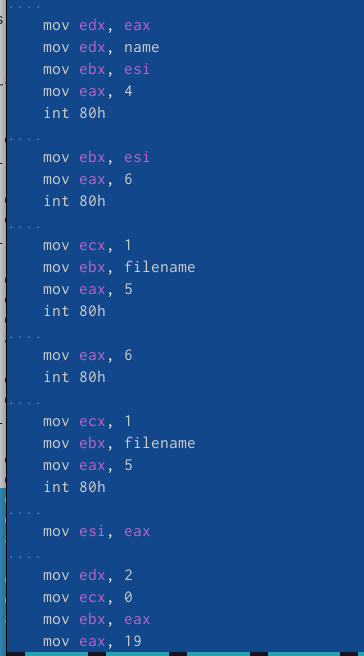 mov edx, eax
mov edx, name
mov ebx, esi
mov eax, 4
int 80h
mov ebx, esi
mov eax, 6
int 80h
mov ecx, 1
mov ebx, filename
mov eax, 5
int 80h
mov eax, 6
int 80h
mov ecx, 1
mov ebx, filename
mov eax, 5
int 80h
mov esi, eax
mov edx, 2
mov ecx, 0
mov ebx, eax
mov eax, 19